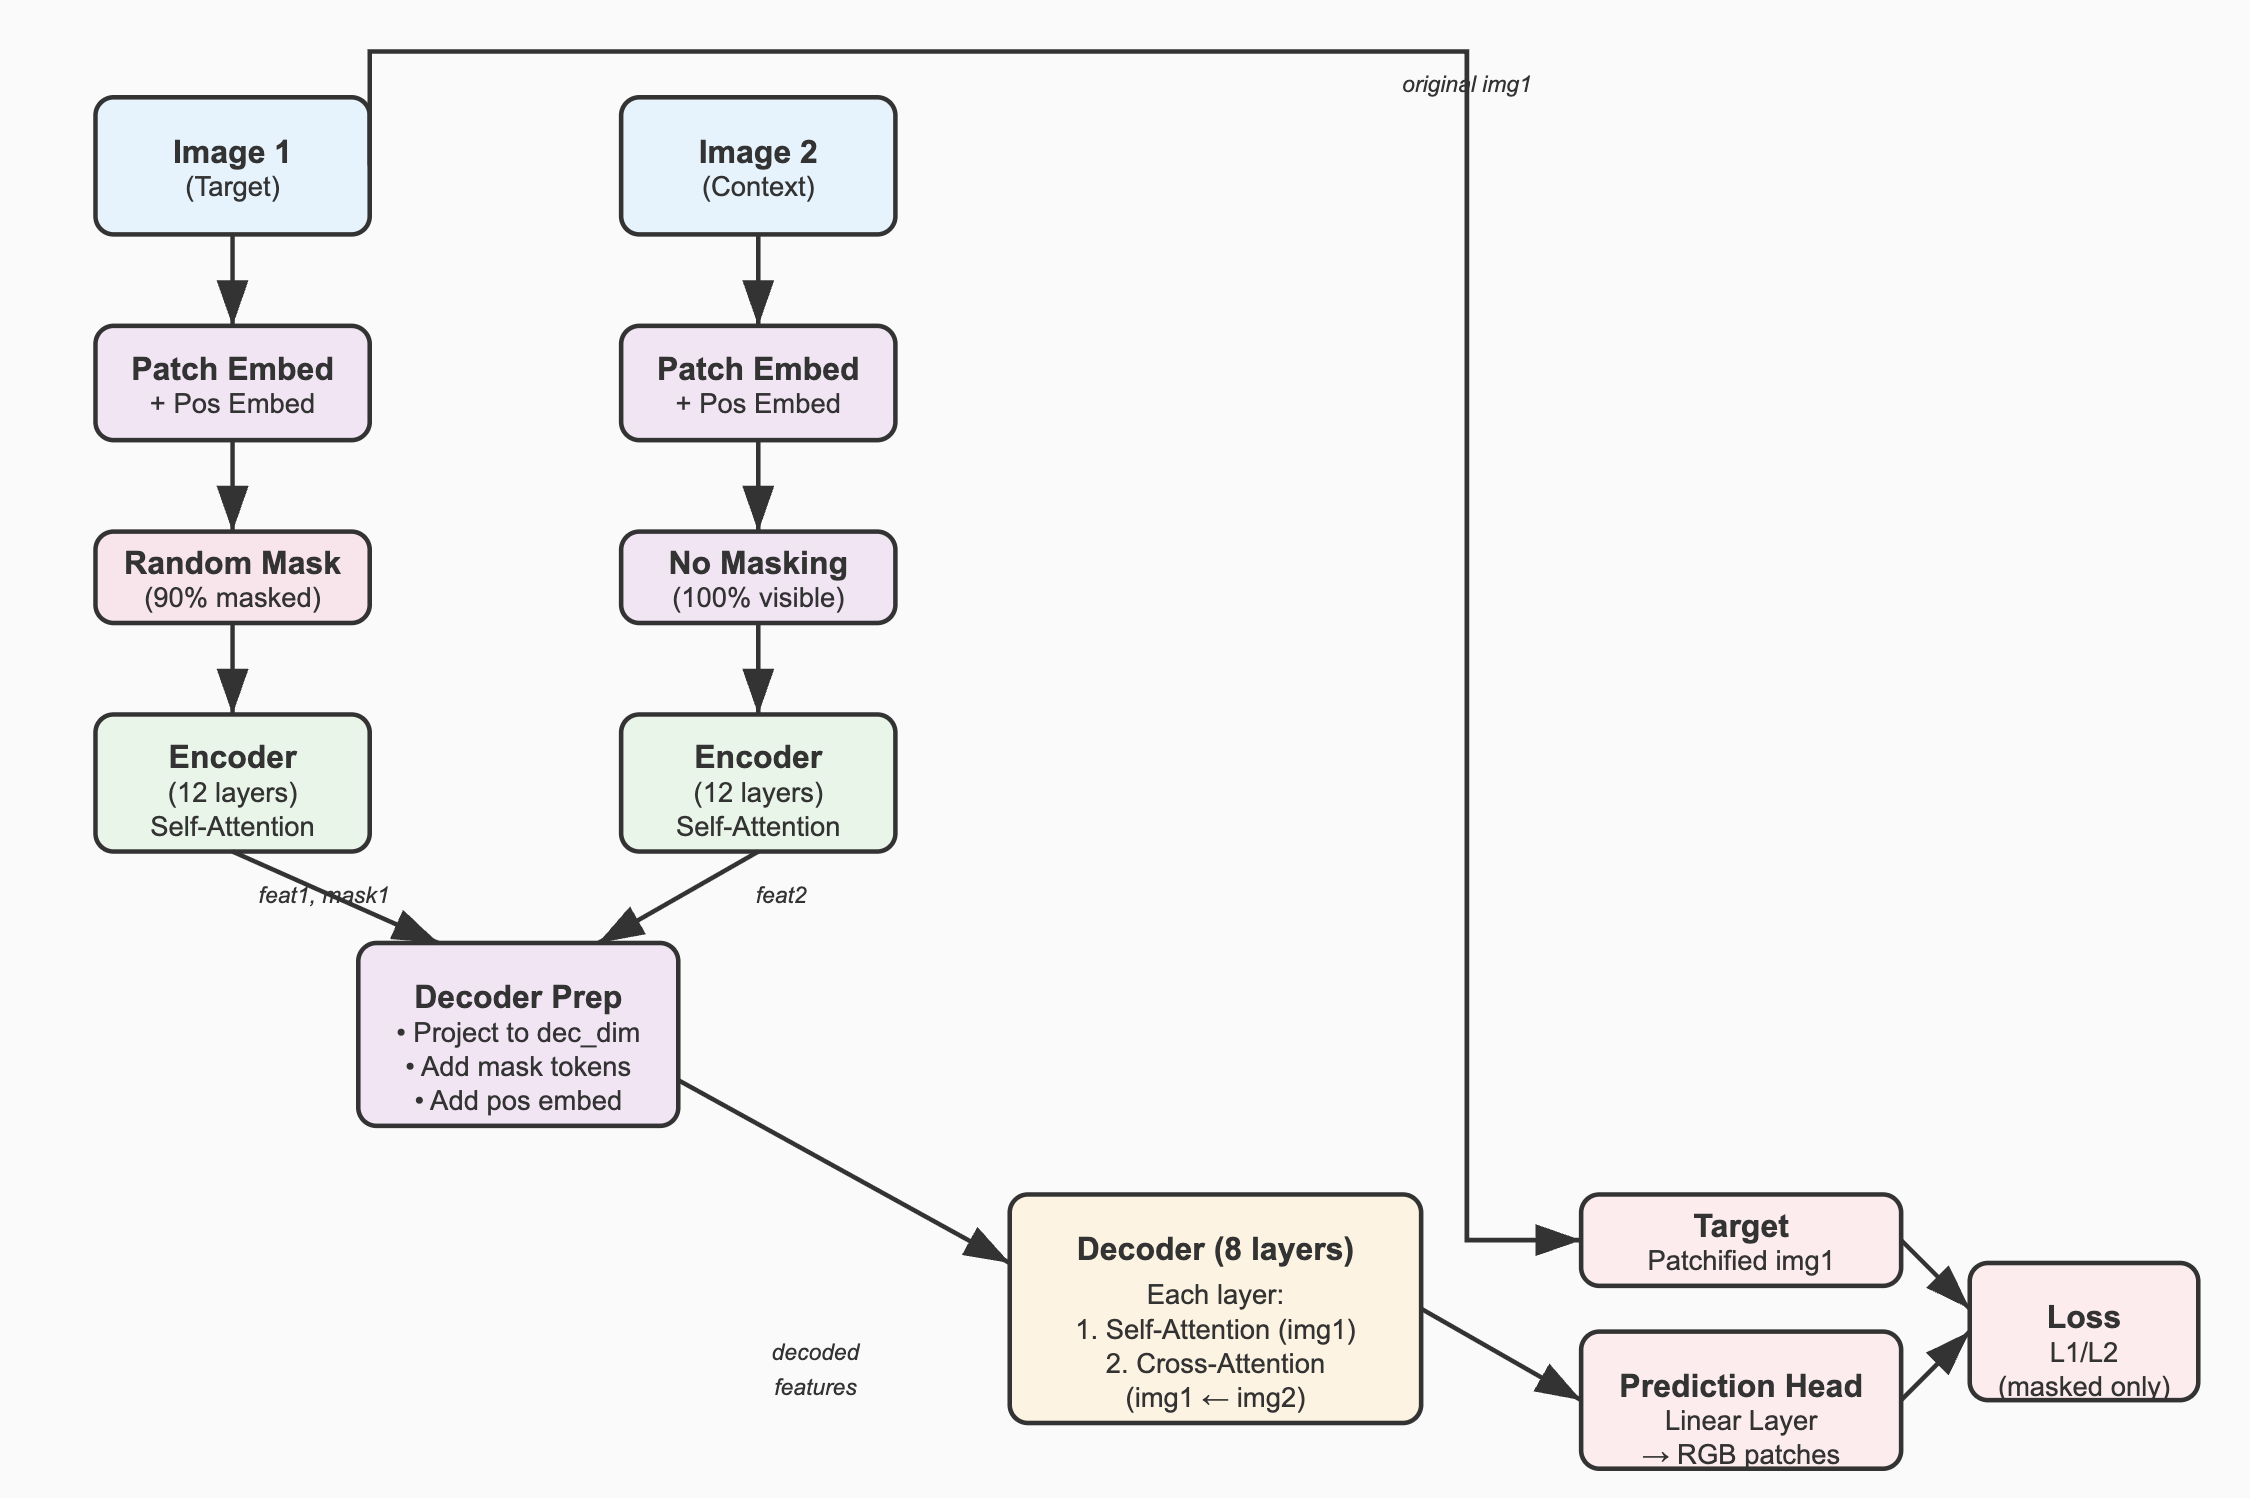 original img1
Image 1
(Target)
Image 2
(Context)
Patch Embed
+ Pos Embed
Patch Embed
+ Pos Embed
Random Mask
(90% masked)
No Masking
(100% visible)
Encoder
(12 layers)
Self-Attention
Encoder
(12 layers)
Self-Attention
feat1, mask1
feat2
Decoder Prep
• Project to dec_dim
• Add mask tokens
• Add pos embed
decoded
features
Decoder (8 layers)
Each layer:
1. Self-Attention (img1)
2. Cross-Attention
(img1 ← img2)
Target
Patchified img1
Prediction Head
Linear Layer
→ RGB patches
Loss
L1/L2
(masked only)